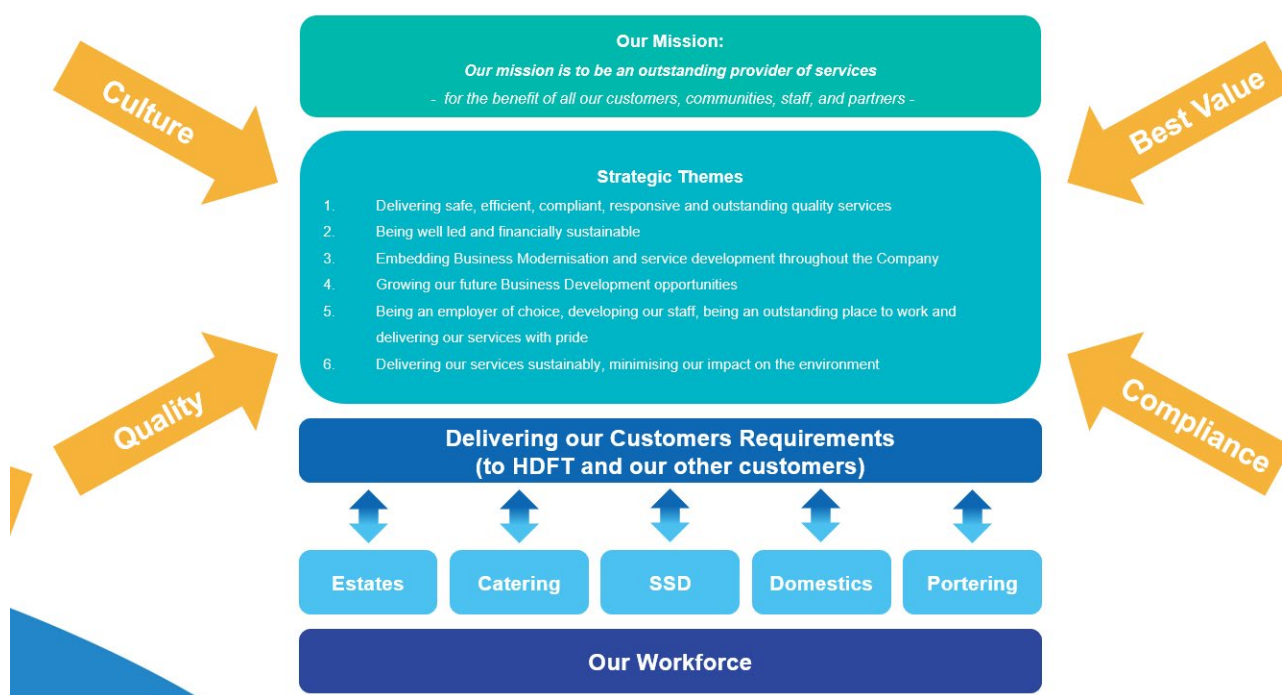 Our Mission:
Our mission is to be an outstanding provider of services
- for the benefit of all our customers, communities, staff, and partners -
Culture
Best Value
Strategic Themes
1. Delivering safe, efficient, compliant, responsive and outstanding quality services
2. Being well led and financially sustainable
3. Embedding Business Modernisation and service development throughout the Company
4. Growing our future Business Development opportunities
5. Being an employer of choice, developing our staff, being an outstanding place to work and
delivering our services with pride
6. Delivering our services sustainably, minimising our impact on the environment
Quality
Compliance
Delivering our Customers Requirements
(to HDFT and our other customers)
Estates
Catering
SSD
Domestics
Portering
Our Workforce